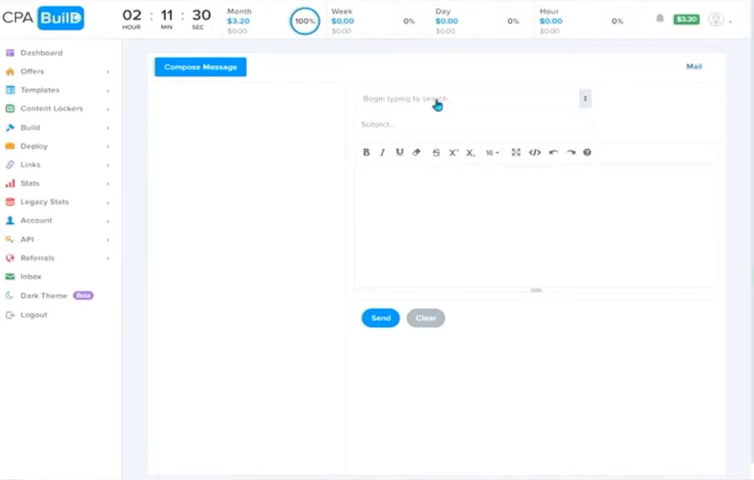 CPA BuilD
02 : 11 : 30
HOUR MIN SEC
Month
$3.20
$0.00
100%
Week
$0.00
$0.00
0%
Day
$0.00
$0.00
0%
Hour
$0.00
$0.00
0%
$3.20
Dashboard
Offers
Templates
Content Lockers
Build
Deploy
Links
Stats
Legacy Stats
Account
API
Referrals
Inbox
Dark Theme Beta
Logout
Compose Message
Mail
Begin typing to search...
Subject...
B I U S X² X₂ 16
Send
Clear